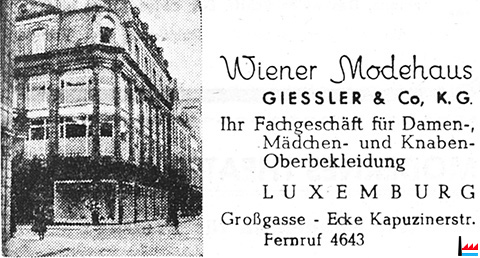 Wiener Modehaus
GIESSLER & Co, K.G.
Ihr Fachgeschäft für Damen-,
Mädchen- und Knaben-
Oberbekleidung
LUXEMBURG
Großgasse - Ecke Kapuzinerstr.
Fernruf 4643